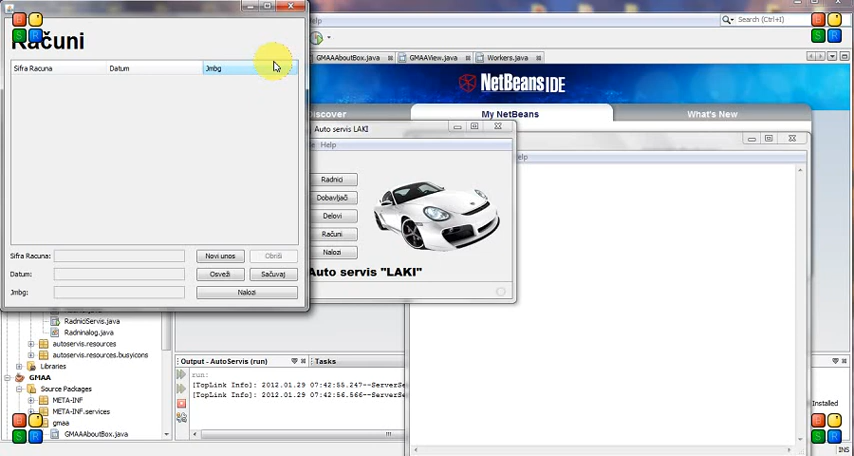 Računi
Sifra Racuna
Datum
Jmbg
Sifra Racuna:
Novi unos
Obriši
Datum:
Osveži
Sačuvaj
Jmbg:
Nalozi
elp
Search (Ctrl+I)
GMAAAboutBox.java
GMAAView.java
Workers.java
NetBeans IDE
Discover
My NetBeans
What's New
Auto servis LAKI
Help
Radnici
Dobavljači
Delovi
Računi
Nalozi
Auto servis "LAKI"
elp
RadnicServis.java
Radninalog.java
autoservis.resources
autoservis.resources.busyicons
Libraries
GMAA
Source Packages
META-INF
META-INF.services
gmaa
GMAAAboutBox.java
Output - AutoServis (run)
Tasks
run:
[TopLink Info]: 2012.01.29 07:42:55.247--ServerSe
[TopLink Info]: 2012.01.29 07:42:56.566--ServerSe
Installed
INS
B
S
R
B
S
R
B
S
R
B
S
R